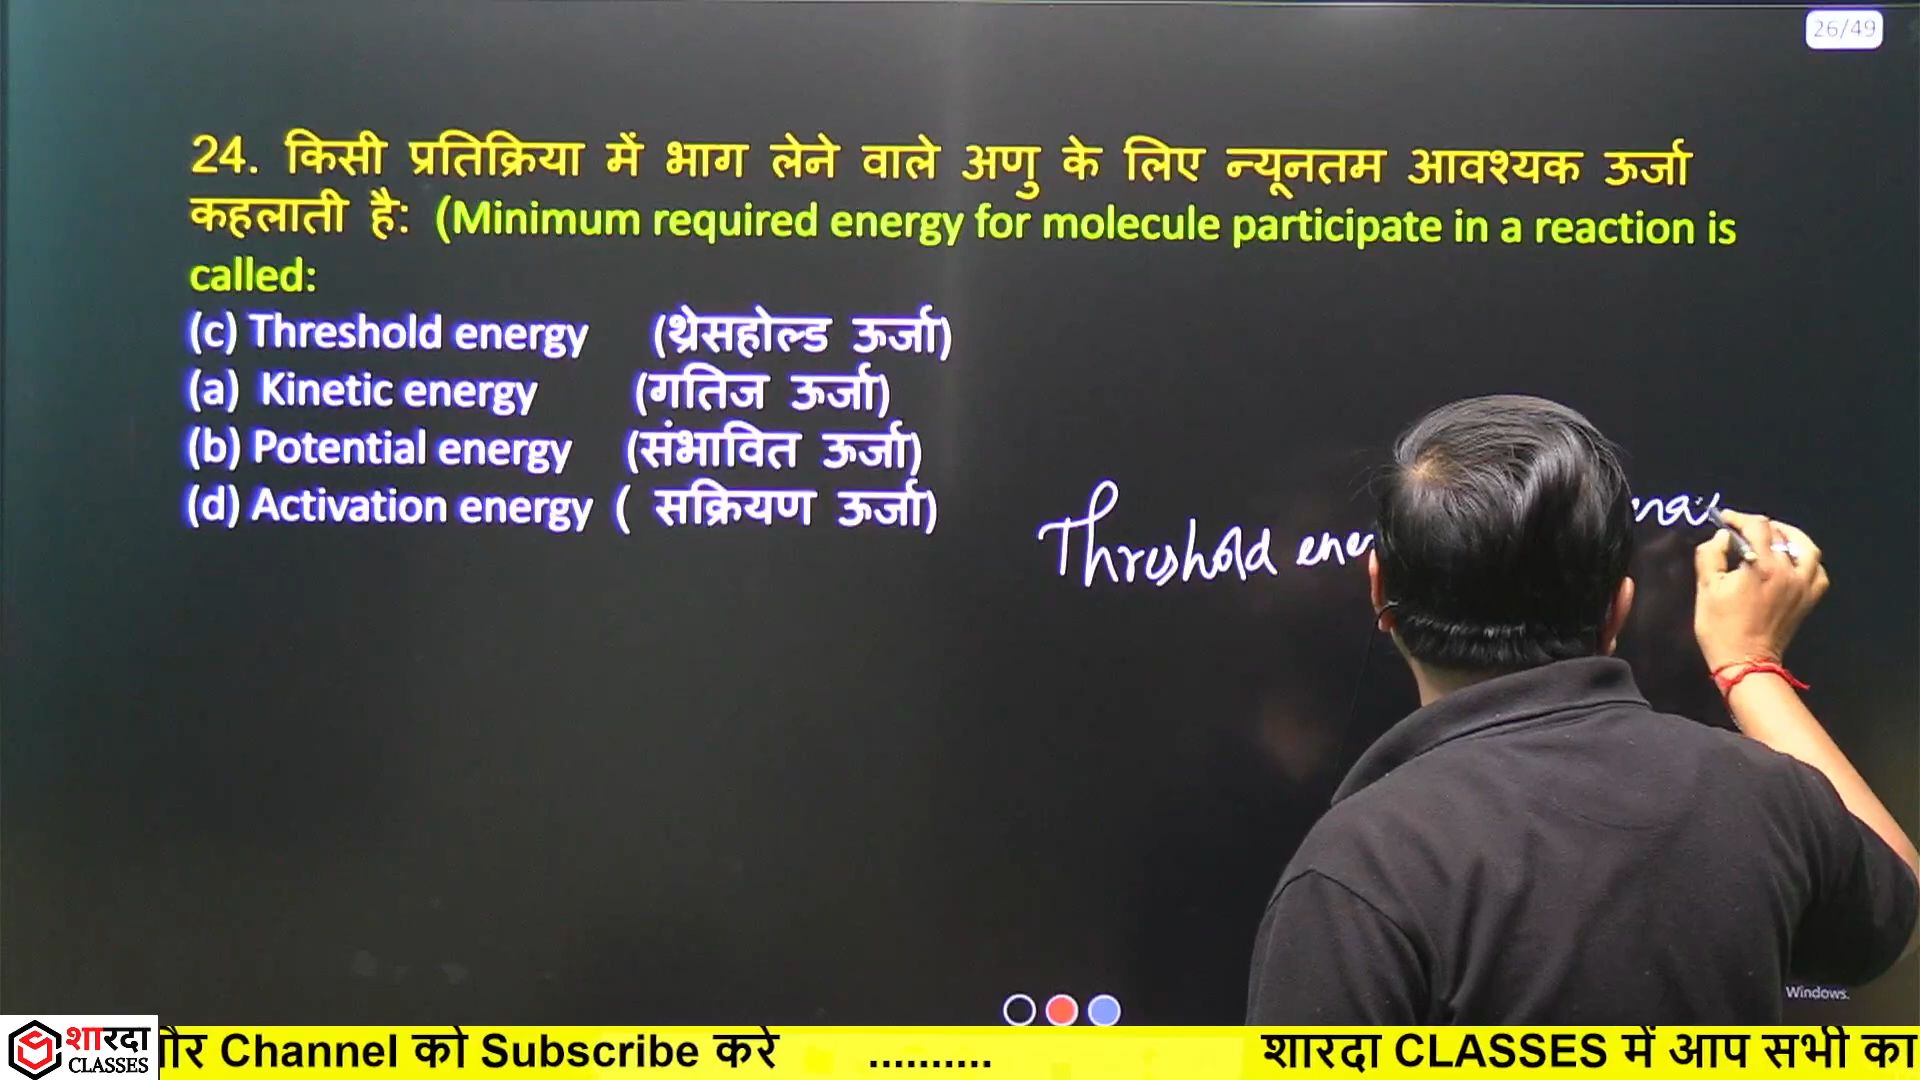 26/49
24. किसी प्रतिक्रिया में भाग लेने वाले अणु के लिए न्यूनतम आवश्यक ऊर्जा
कहलाती है: (Minimum required energy for molecule participate in a reaction is
called:
(c) Threshold energy (थ्रेसहोल्ड ऊर्जा)
(a) Kinetic energy (गतिज ऊर्जा)
(b) Potential energy (संभावित ऊर्जा)
(d) Activation energy ( सक्रियण ऊर्जा)
Threshold
Windows.
शारदा
CLASSES
Channel को Subscribe करे .......... शारदा CLASSES में आप सभी का